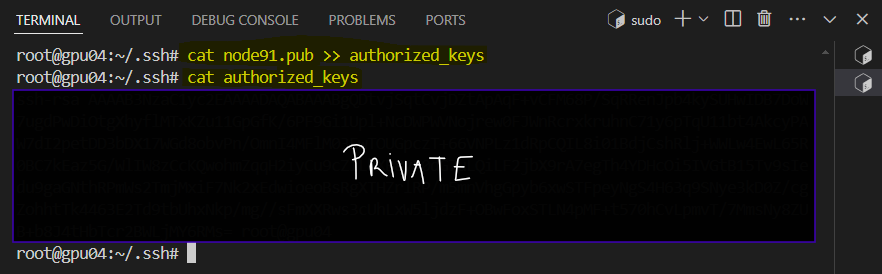 TERMINAL OUTPUT DEBUG CONSOLE PROBLEMS PORTS sudo
root@gpu04:~/.ssh# cat node91.pub >> authorized_keys
root@gpu04:~/.ssh# cat authorized_keys
PRIVATE
root@gpu04:~/.ssh#